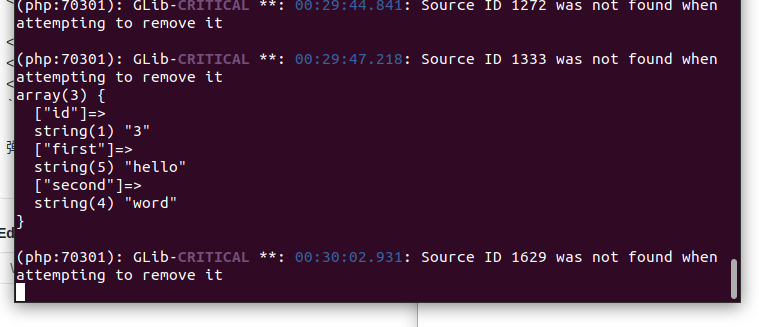 (php:70301): GLib-CRITICAL **: 00:29:44.841: Source ID 1272 was not found when
attempting to remove it
(php:70301): GLib-CRITICAL **: 00:29:47.218: Source ID 1333 was not found when
attempting to remove it
array(3) {
["id"]=>
string(1) "3"
["first"]=>
string(5) "hello"
["second"]=>
string(4) "word"
}
Ed
(php:70301): GLib-CRITICAL **: 00:30:02.931: Source ID 1629 was not found when
attempting to remove it